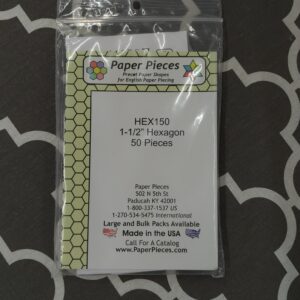 Paper Pieces
Precut Paper Shapes
for English Paper Piecing
HEX150
1-1/2" Hexagon
50 Pieces
Paper Pieces
502 N 5th St
Paducah KY 42001
1-800-337-1537 US
1-270-534-5475 International
Large and Bulk Packs Available
Made in the USA
Call For A Catalog
www.PaperPieces.com